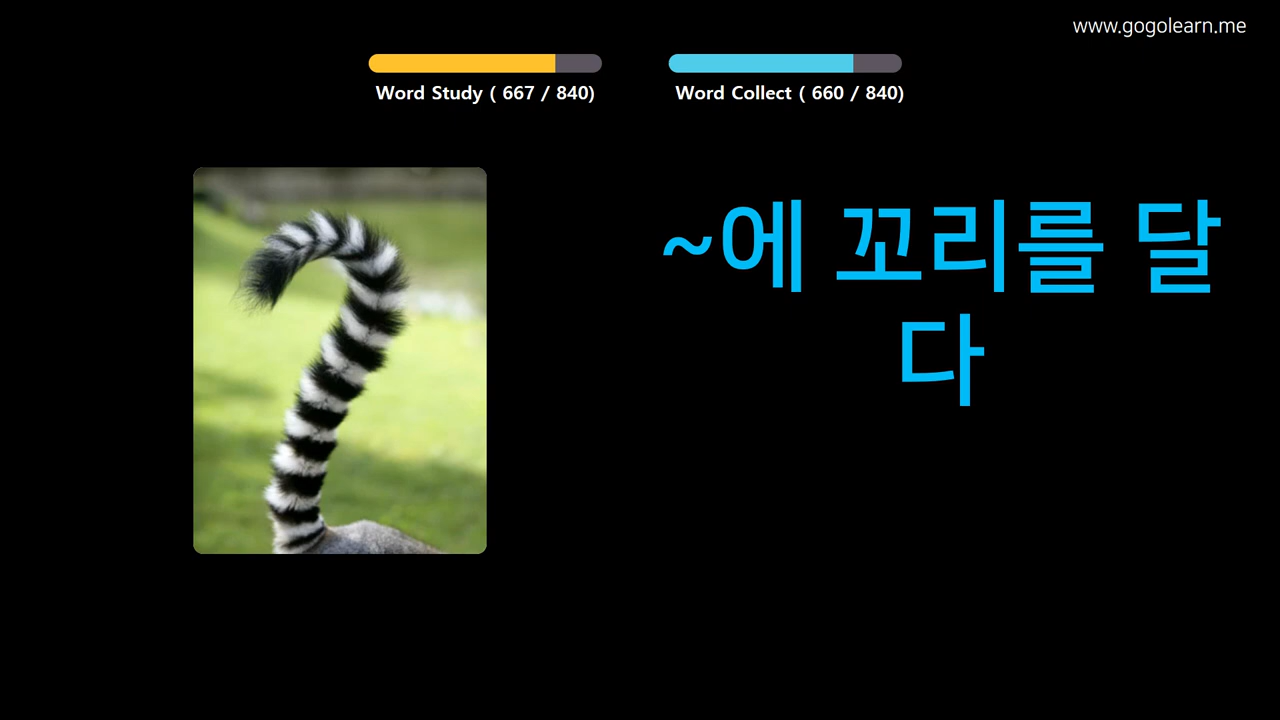 www.gogolearn.me
Word Study ( 667 / 840)
Word Collect ( 660 / 840)
~에 꼬리를 달
다